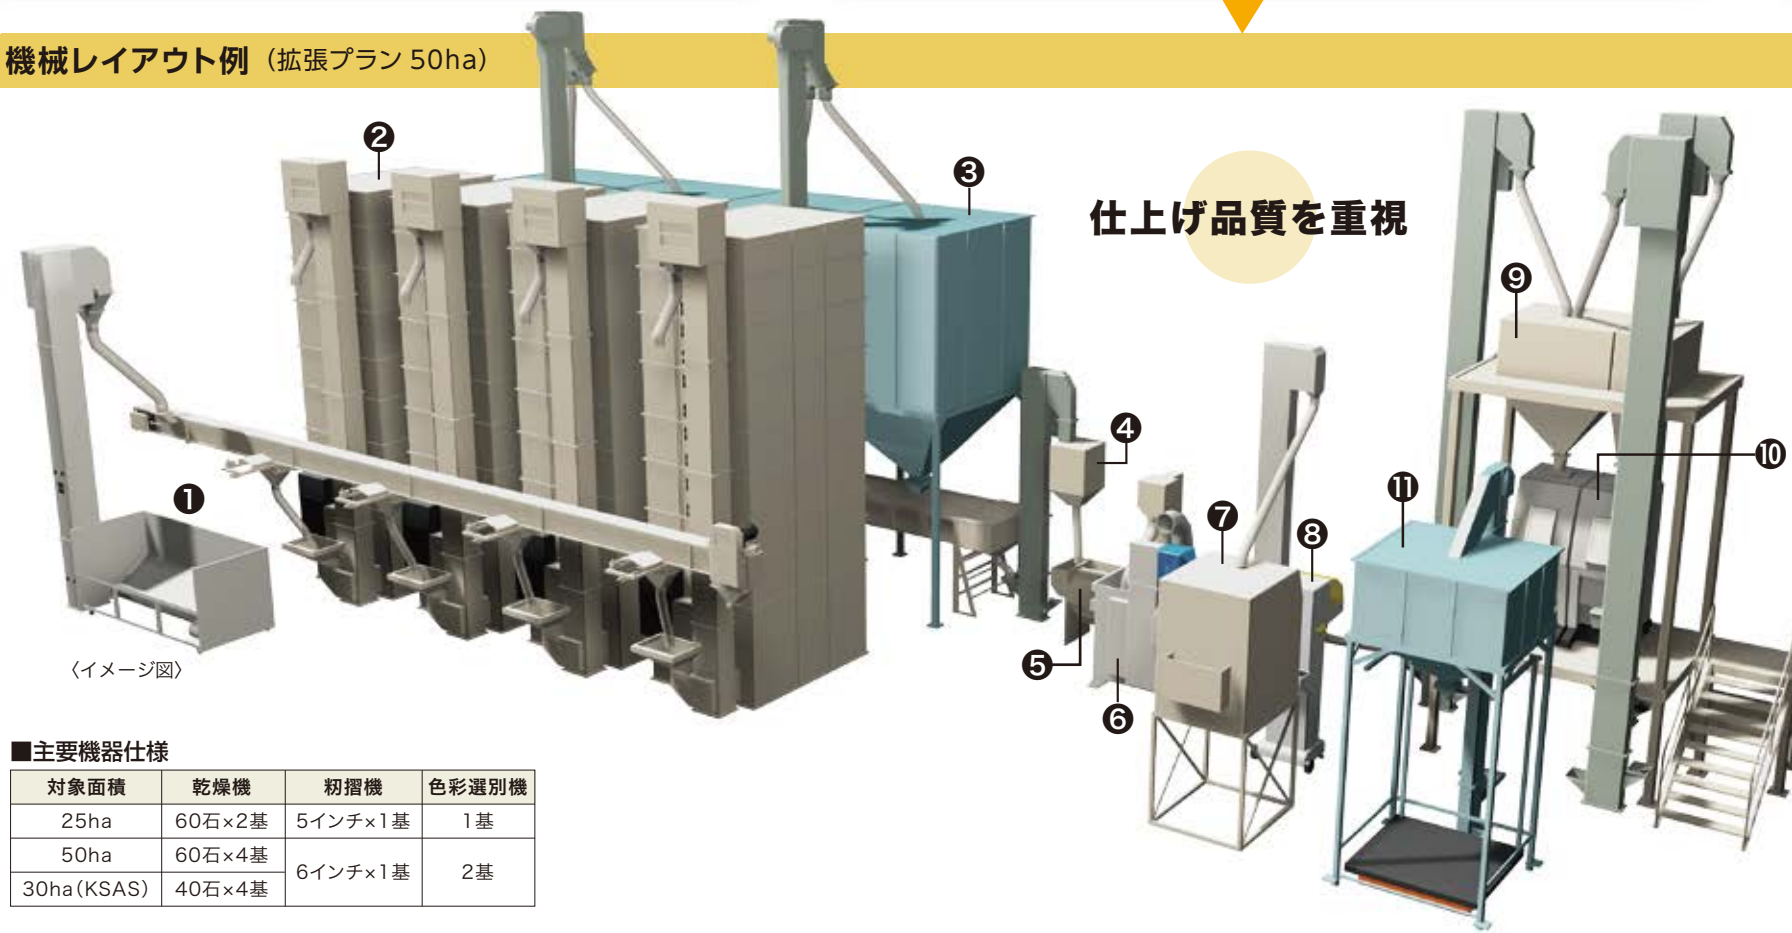 機械レイアウト例（拡張プラン 50ha）
❷
❸
仕上げ品質を重視
❾
❹
❿
❶
⓫
❼
❽
❺
❻
〈イメージ図〉
■主要機器仕様
対象面積 乾燥機 籾摺機 色彩選別機
25ha 60石×2基 5インチ×1基 1基
50ha 60石×4基 6インチ×1基 2基
30ha(KSAS) 40石×4基